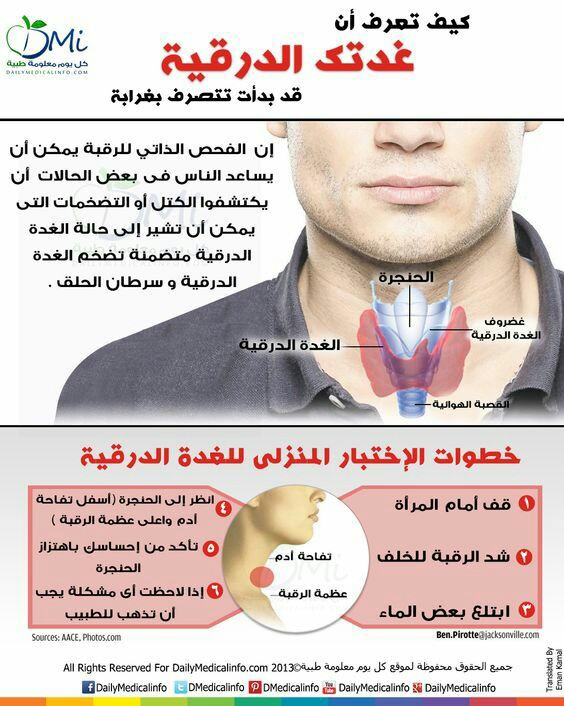 DMi
كل يوم معلومة طبية
DAILYMEDICALINFO.COM
كيف تعرف أن
غدتك الدرقية
قد بدأت تتصرف بغرابة
إن الفحص الذاتي للرقبة يمكن أن
يساعد الناس فى بعض الحالات أن
يكتشفوا الكتل أو التضخمات التى
يمكن أن تشير إلى حالة الغدة
الدرقية متضمنة تضخم الغدة
الدرقية و سرطان الحلق .
الحنجرة
غضروف
الغدة الدرقية
الغدة الدرقية
القصبة الهوائية
خطوات الإختبار المنزلى للغدة الدرقية
١ قف أمام المرأة
٢ شد الرقبة للخلف
٣ ابتلع بعض الماء
٤ انظر إلى الحنجرة (أسفل تفاحة
آدم واعلى عظمة الرقبة )
٥ تأكد من إحساسك باهتزاز
الحنجرة
٦ إذا لاحظت أى مشكلة يجب
أن تذهب للطبيب
تفاحة أدم
عظمة الرقبة
DMi
Sources: AACE, Photos.com
Ben.Pirotte@jacksonville.com
Translated By
Eman Kamal
All Rights Reserved For DailyMedicalinfo.com 2013© جميع الحقوق محفوظة لموقع كل يوم معلومة طبية
DailyMedicalinfo DMedicalinfo DMedicalinfo DailyMedicalinfo DailyMedicalinfo